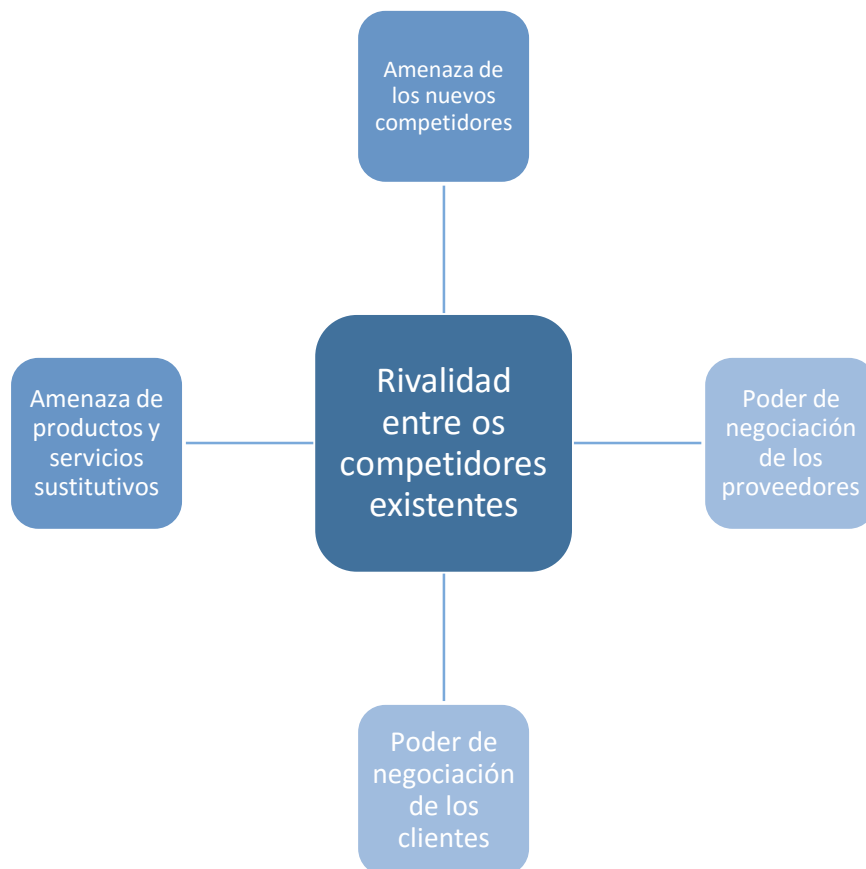 Amenaza de
los nuevos
competidores
Rivalidad
entre os
competidores
existentes
Amenaza de
productos y
servicios
sustitutivos
Poder de
negociación
de los
proveedores
Poder de
negociación
de los
clientes